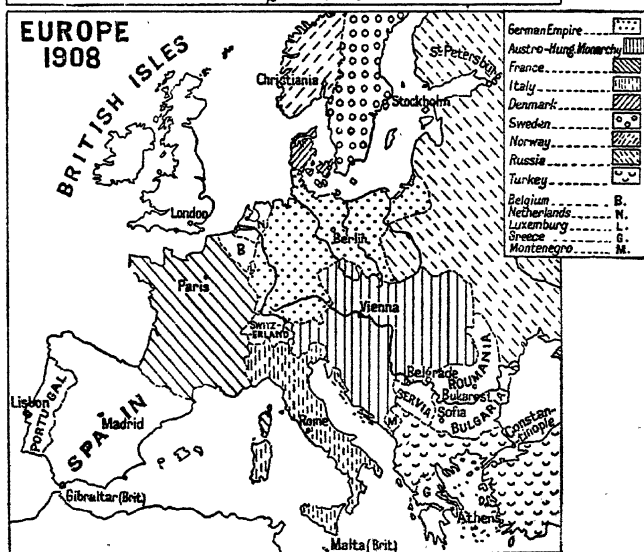 EUROPE
1908
BRITISH ISLES
London
Christiania
Stockholm
St. Petersburg
N.
B
Berlin
Paris
SWITZ-
ERLAND
Vienna
Belgrade
ROUMANIA
Bukarest
SERVIA
Sofia
BULGARIA
M.
Constan-
tinople
Lisbon
PORTUGAL
SPAIN
Madrid
Rome
G
Athens
Gibraltar (Brit.)
Malta (Brit.)
German Empire
Austro-Hung. Monarchy
France
Italy
Denmark
Sweden
Norway
Russia
Turkey
Belgium B.
Netherlands N.
Luxemburg L.
Greece G.
Montenegro M.